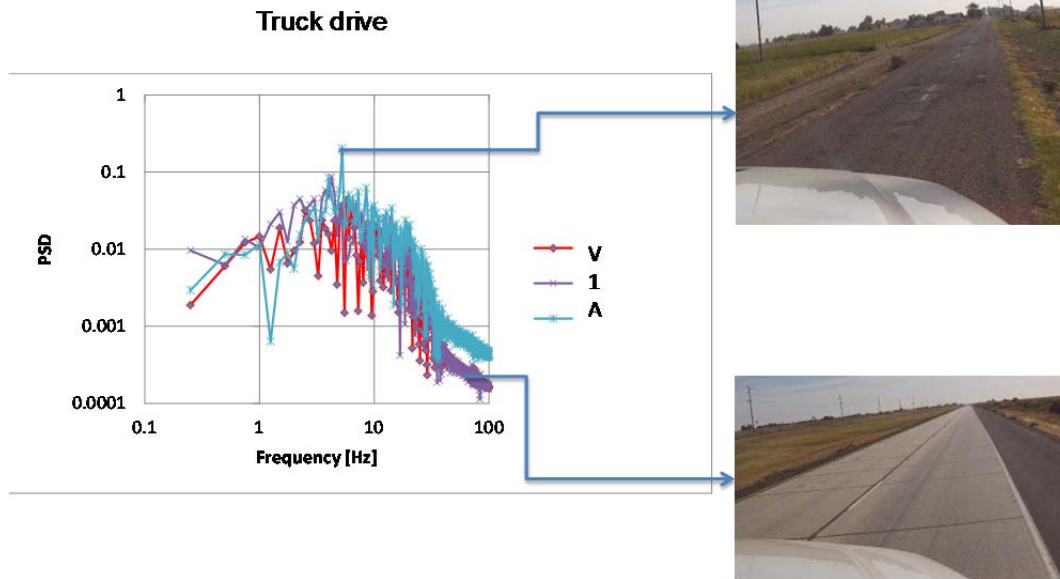 Truck drive
1
0.1
0.01
0.001
0.0001
PSD
0.1 1 10 100
Frequency [Hz]
V
1
A